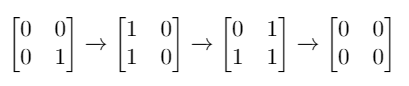 [0 0] → [1 0] → [0 1] → [0 0]
[0 1] [1 0] [1 1] [0 0]